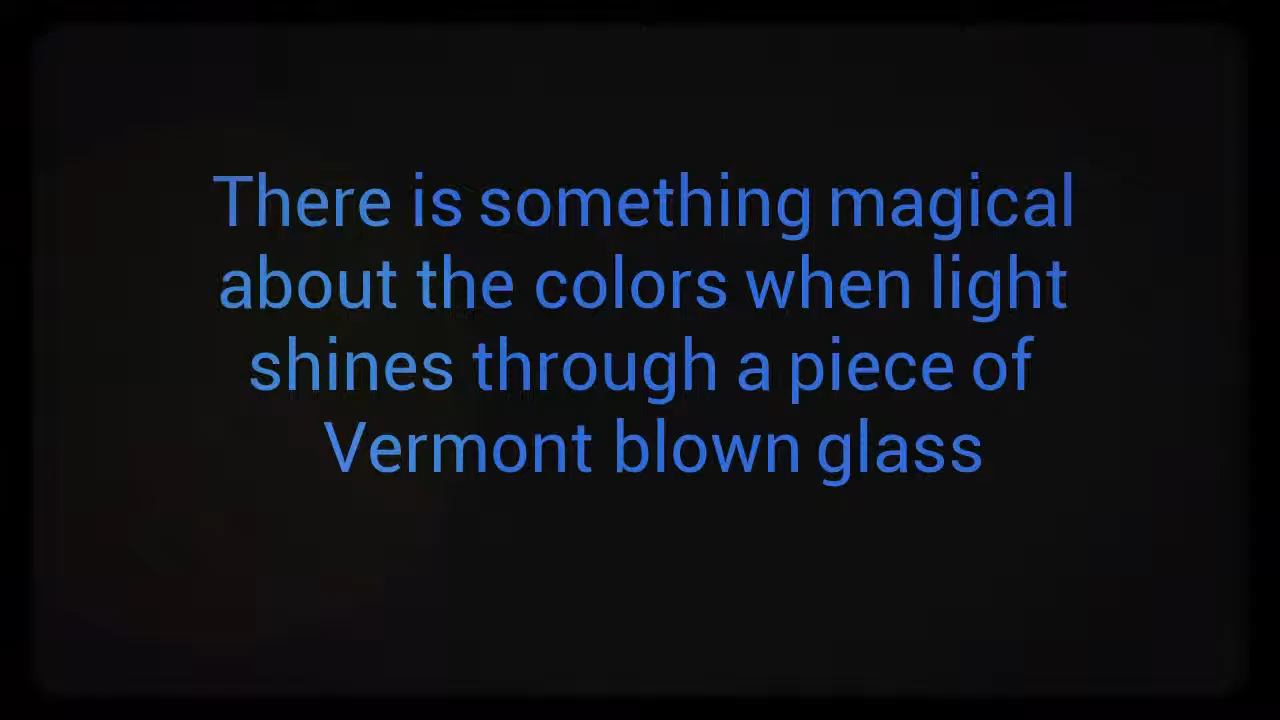 There is something magical
about the colors when light
shines through a piece of
Vermont blown glass